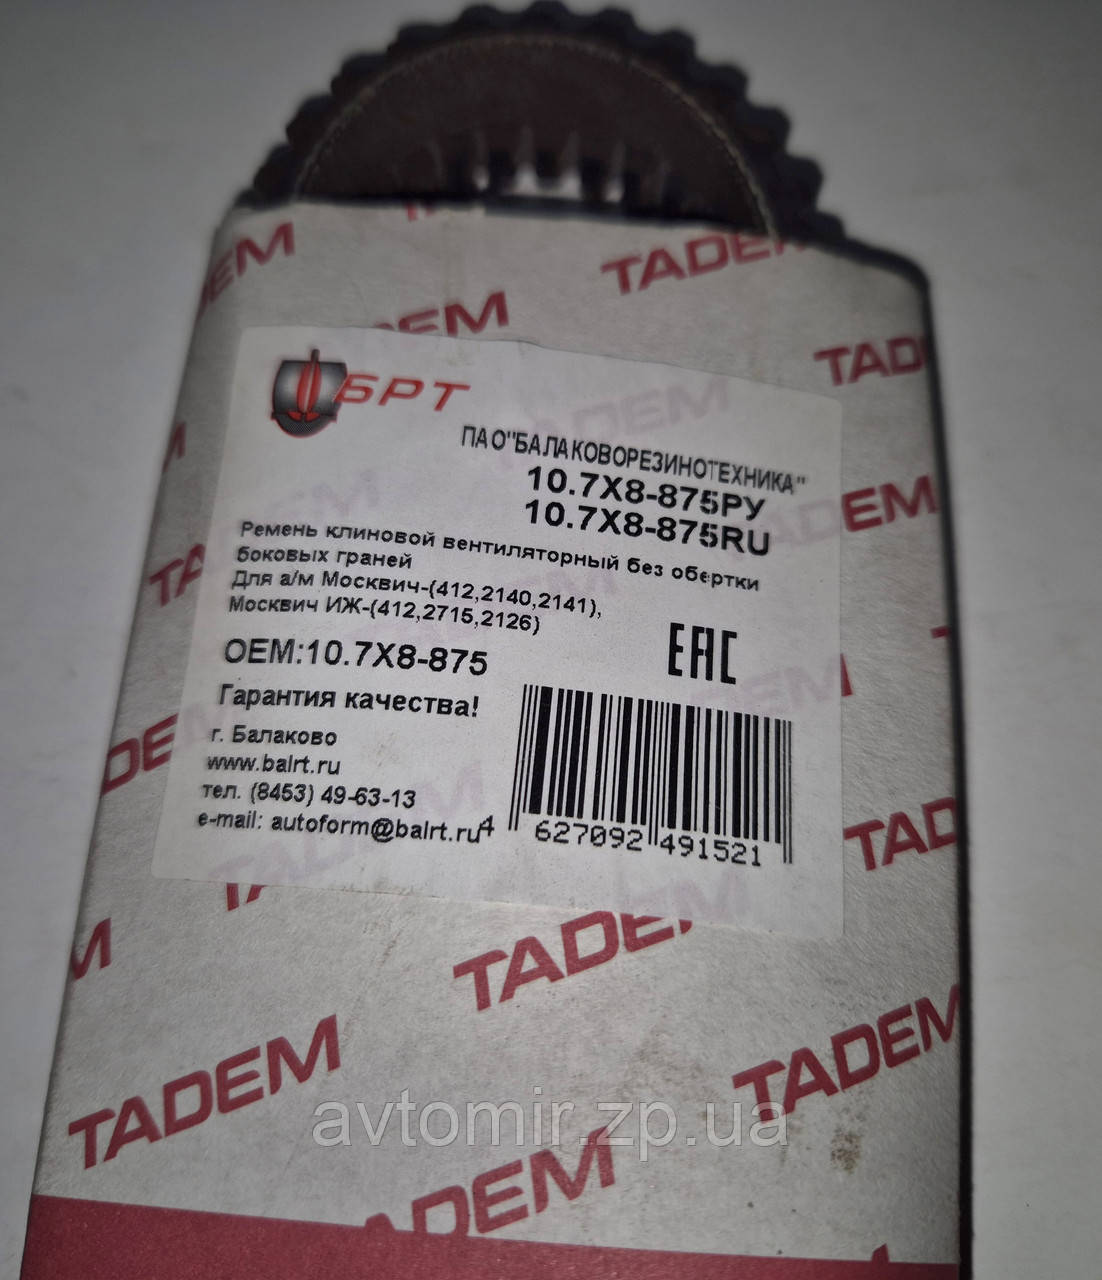 TADEM
TADEM
TADEM
TADEM
БРТ
ПАО"БАЛАКОВОРЕЗИНОТЕХНИКА"
10.7X8-875РУ
10.7X8-875RU
Ремень клиновой вентиляторный без обертки
боковых граней
Для а/м Москвич-(412,2140,2141),
Москвич ИЖ-(412,2715,2126)
OEM:10.7X8-875
EAC
Гарантия качества!
г. Балаково
www.balrt.ru
тел. (8453) 49-63-13
e-mail: autoform@balrt.ru
4 627092 491521
TADEM
TADEM
TADEM
TADEM
TADEM
avtomir.zp.ua
TADEM